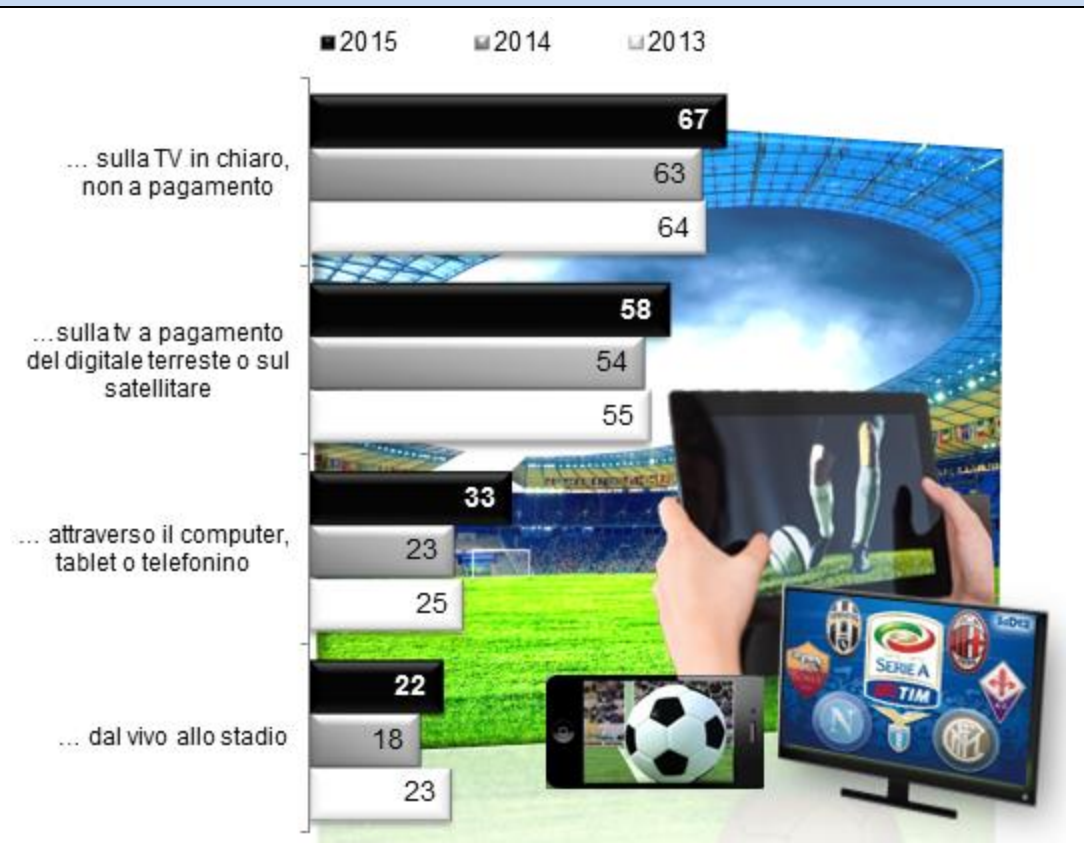 2015 2014 2013
… sulla TV in chiaro,
non a pagamento
67
63
64
…sulla tv a pagamento
del digitale terreste o sul
satellitare
58
54
55
… attraverso il computer,
tablet o telefonino
33
23
25
… dal vivo allo stadio
22
18
23
SERIE A
TIM
N